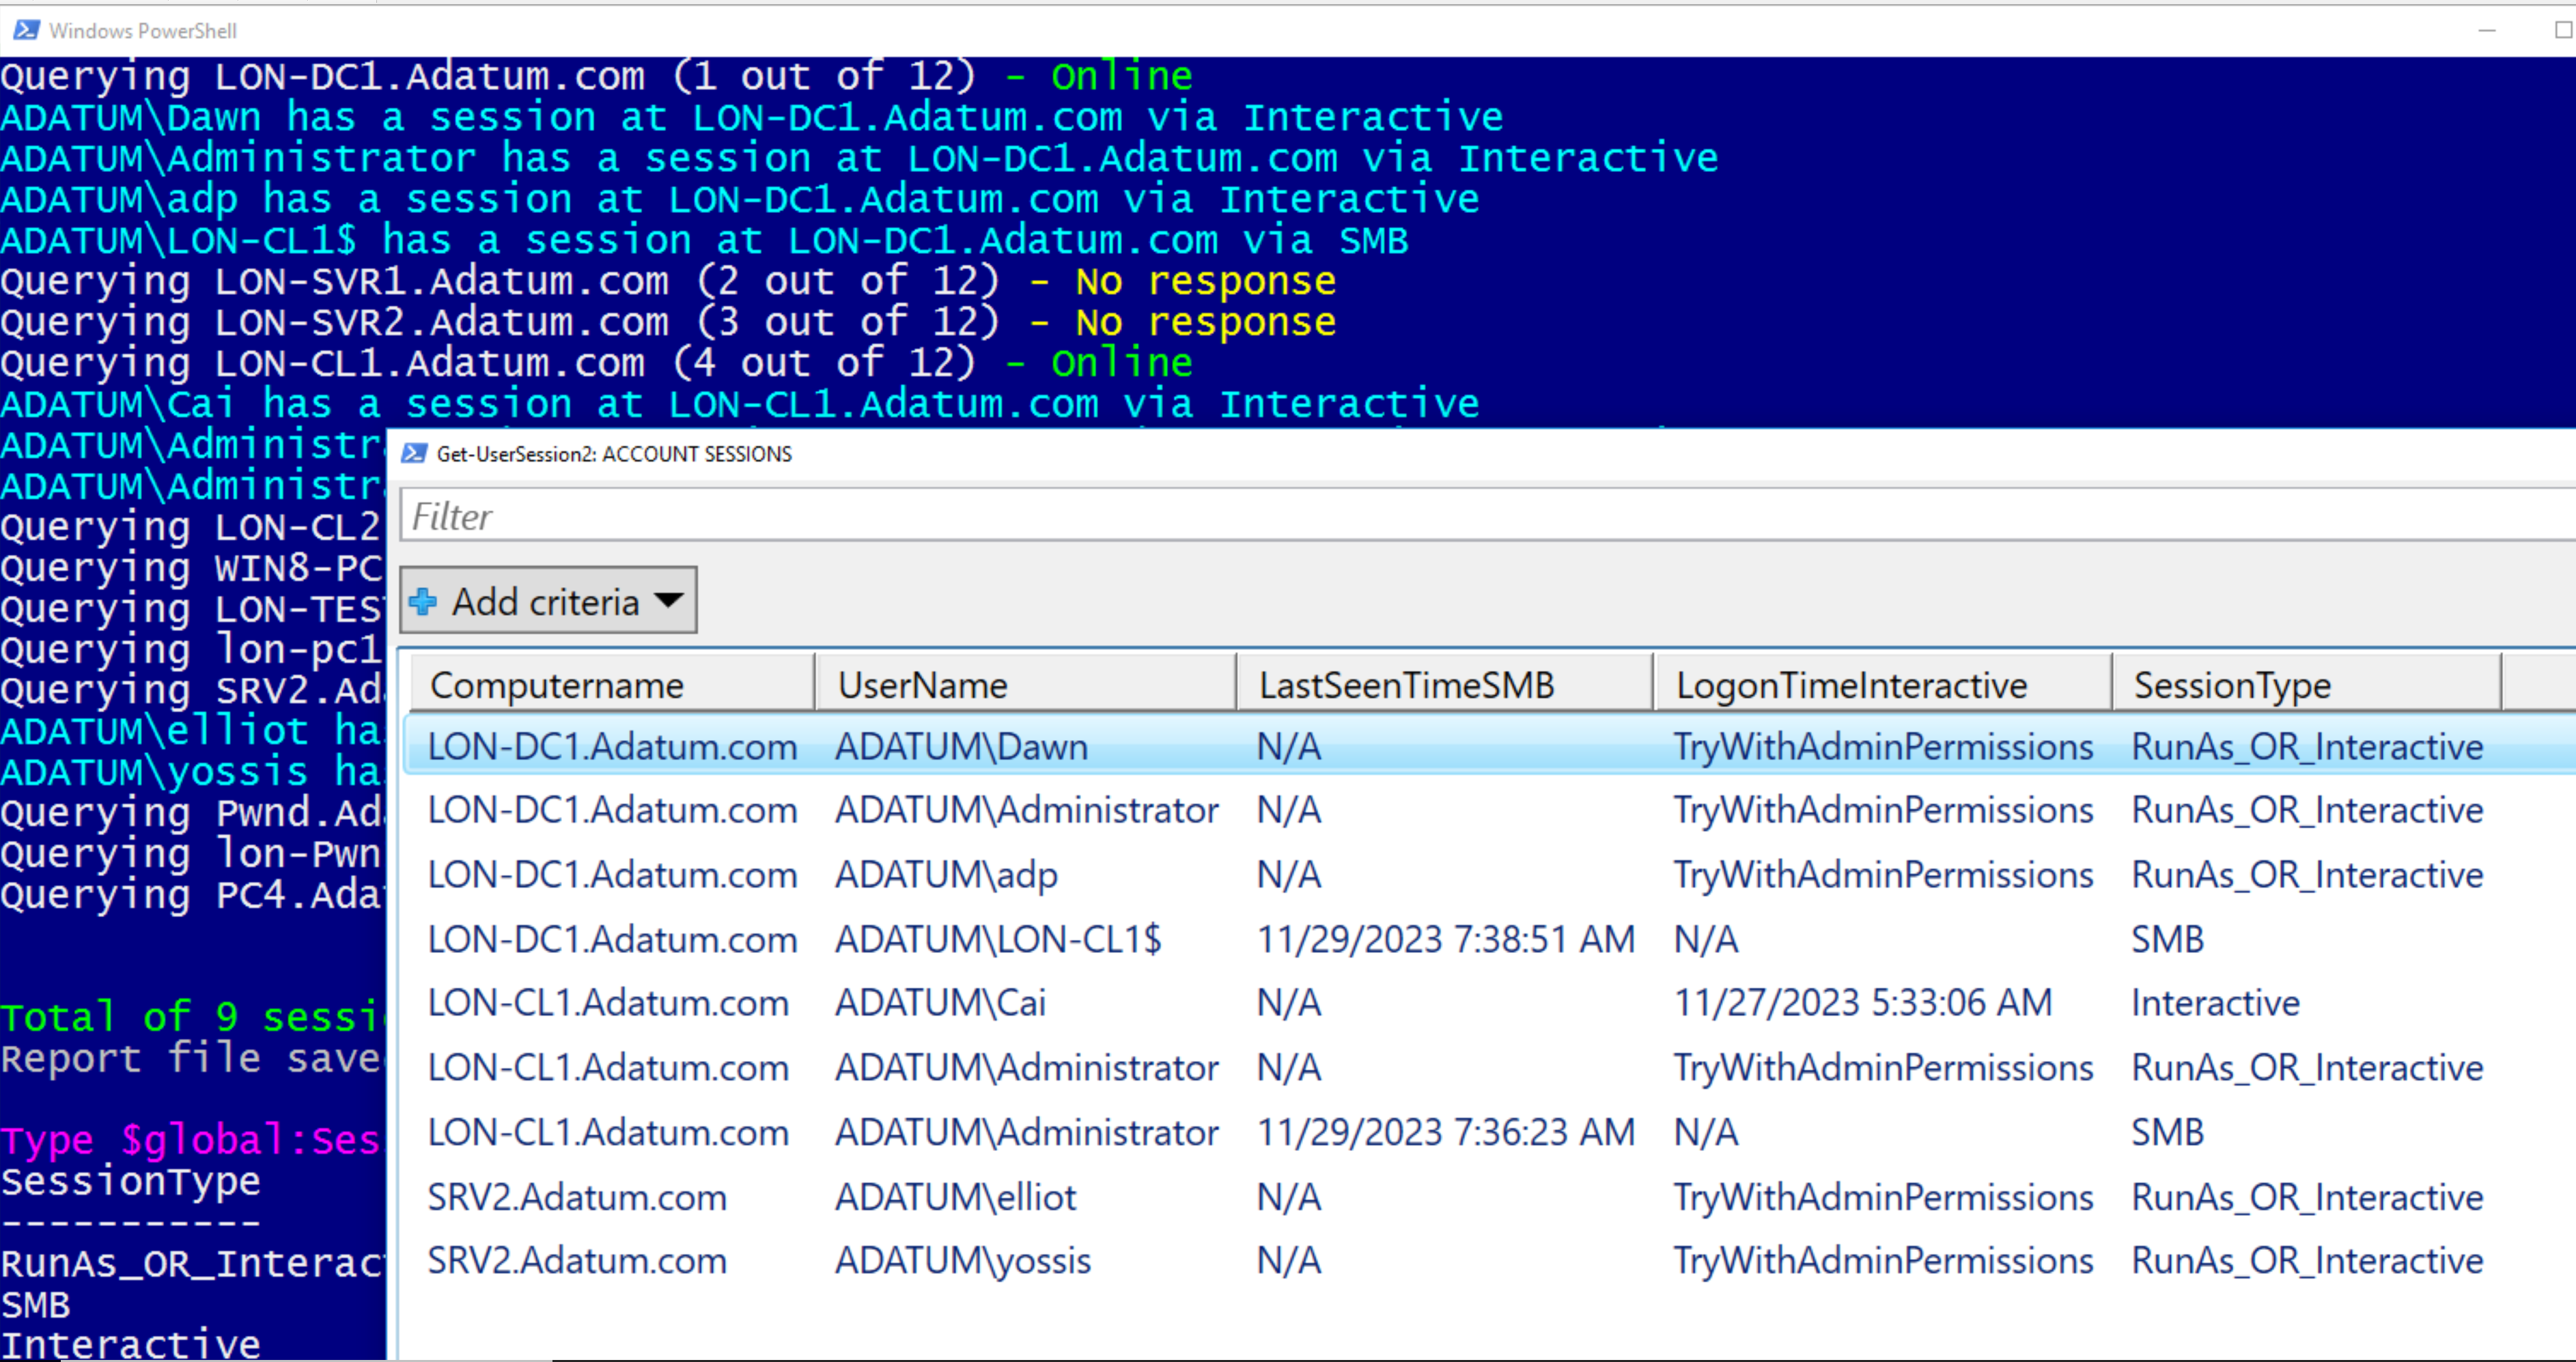 Windows PowerShell
Querying LON-DC1.Adatum.com (1 out of 12) - Online
ADATUM\Dawn has a session at LON-DC1.Adatum.com via Interactive
ADATUM\Administrator has a session at LON-DC1.Adatum.com via Interactive
ADATUM\adp has a session at LON-DC1.Adatum.com via Interactive
ADATUM\LON-CL1$ has a session at LON-DC1.Adatum.com via SMB
Querying LON-SVR1.Adatum.com (2 out of 12) - No response
Querying LON-SVR2.Adatum.com (3 out of 12) - No response
Querying LON-CL1.Adatum.com (4 out of 12) - Online
ADATUM\Cai has a session at LON-CL1.Adatum.com via Interactive
ADATUM\Administr
ADATUM\Administr
Querying LON-CL2
Querying WIN8-PC
Querying LON-TES
Querying lon-pc1
Querying SRV2.Ad
ADATUM\elliot ha
ADATUM\yossis ha
Querying Pwnd.Ad
Querying lon-Pwn
Querying PC4.Ada
Total of 9 sessi
Report file save
Type $global:Ses
SessionType
-----------
RunAs_OR_Interac
SMB
Interactive
Get-UserSession2: ACCOUNT SESSIONS
Filter
Add criteria
Computername UserName LastSeenTimeSMB LogonTimeInteractive SessionType
LON-DC1.Adatum.com ADATUM\Dawn N/A TryWithAdminPermissions RunAs_OR_Interactive
LON-DC1.Adatum.com ADATUM\Administrator N/A TryWithAdminPermissions RunAs_OR_Interactive
LON-DC1.Adatum.com ADATUM\adp N/A TryWithAdminPermissions RunAs_OR_Interactive
LON-DC1.Adatum.com ADATUM\LON-CL1$ 11/29/2023 7:38:51 AM N/A SMB
LON-CL1.Adatum.com ADATUM\Cai N/A 11/27/2023 5:33:06 AM Interactive
LON-CL1.Adatum.com ADATUM\Administrator N/A TryWithAdminPermissions RunAs_OR_Interactive
LON-CL1.Adatum.com ADATUM\Administrator 11/29/2023 7:36:23 AM N/A SMB
SRV2.Adatum.com ADATUM\elliot N/A TryWithAdminPermissions RunAs_OR_Interactive
SRV2.Adatum.com ADATUM\yossis N/A TryWithAdminPermissions RunAs_OR_Interactive